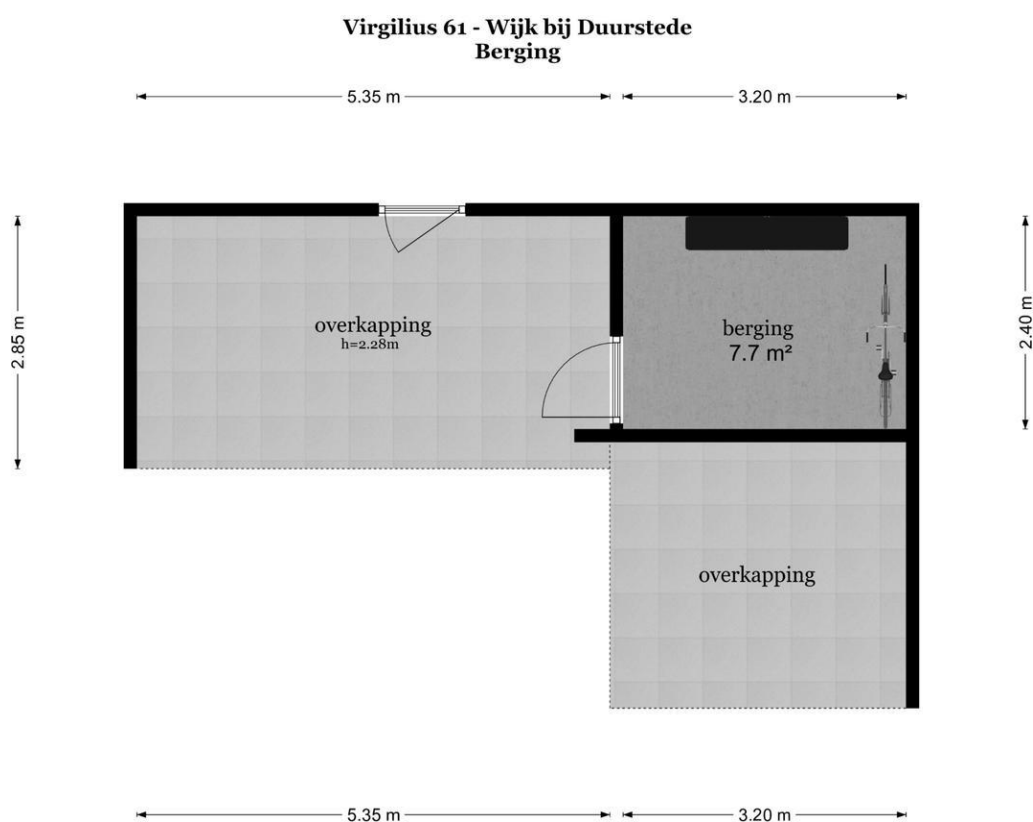 Virgilius 61 - Wijk bij Duurstede
Berging
5.35 m
3.20 m
2.85 m
2.40 m
overkapping
h=2.28m
berging
7.7 m²
overkapping
5.35 m
3.20 m